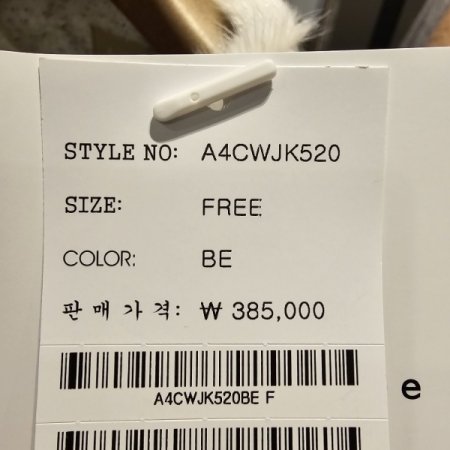 STYLE NO: A4CWJK520
SIZE: FREE
COLOR: BE
판매가격: ₩ 385,000
A4CWJK520BE F
e